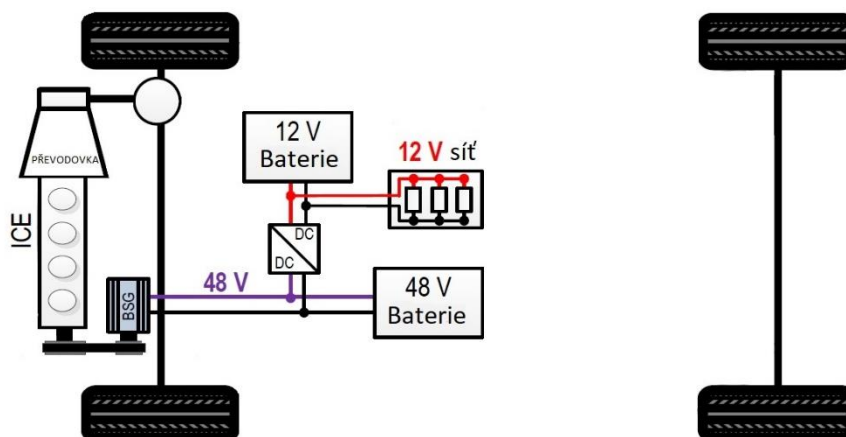 12 V
Baterie
12 V síť
PŘEVODOVKA
ICE
DC
DC
48 V
BSG
48 V
Baterie